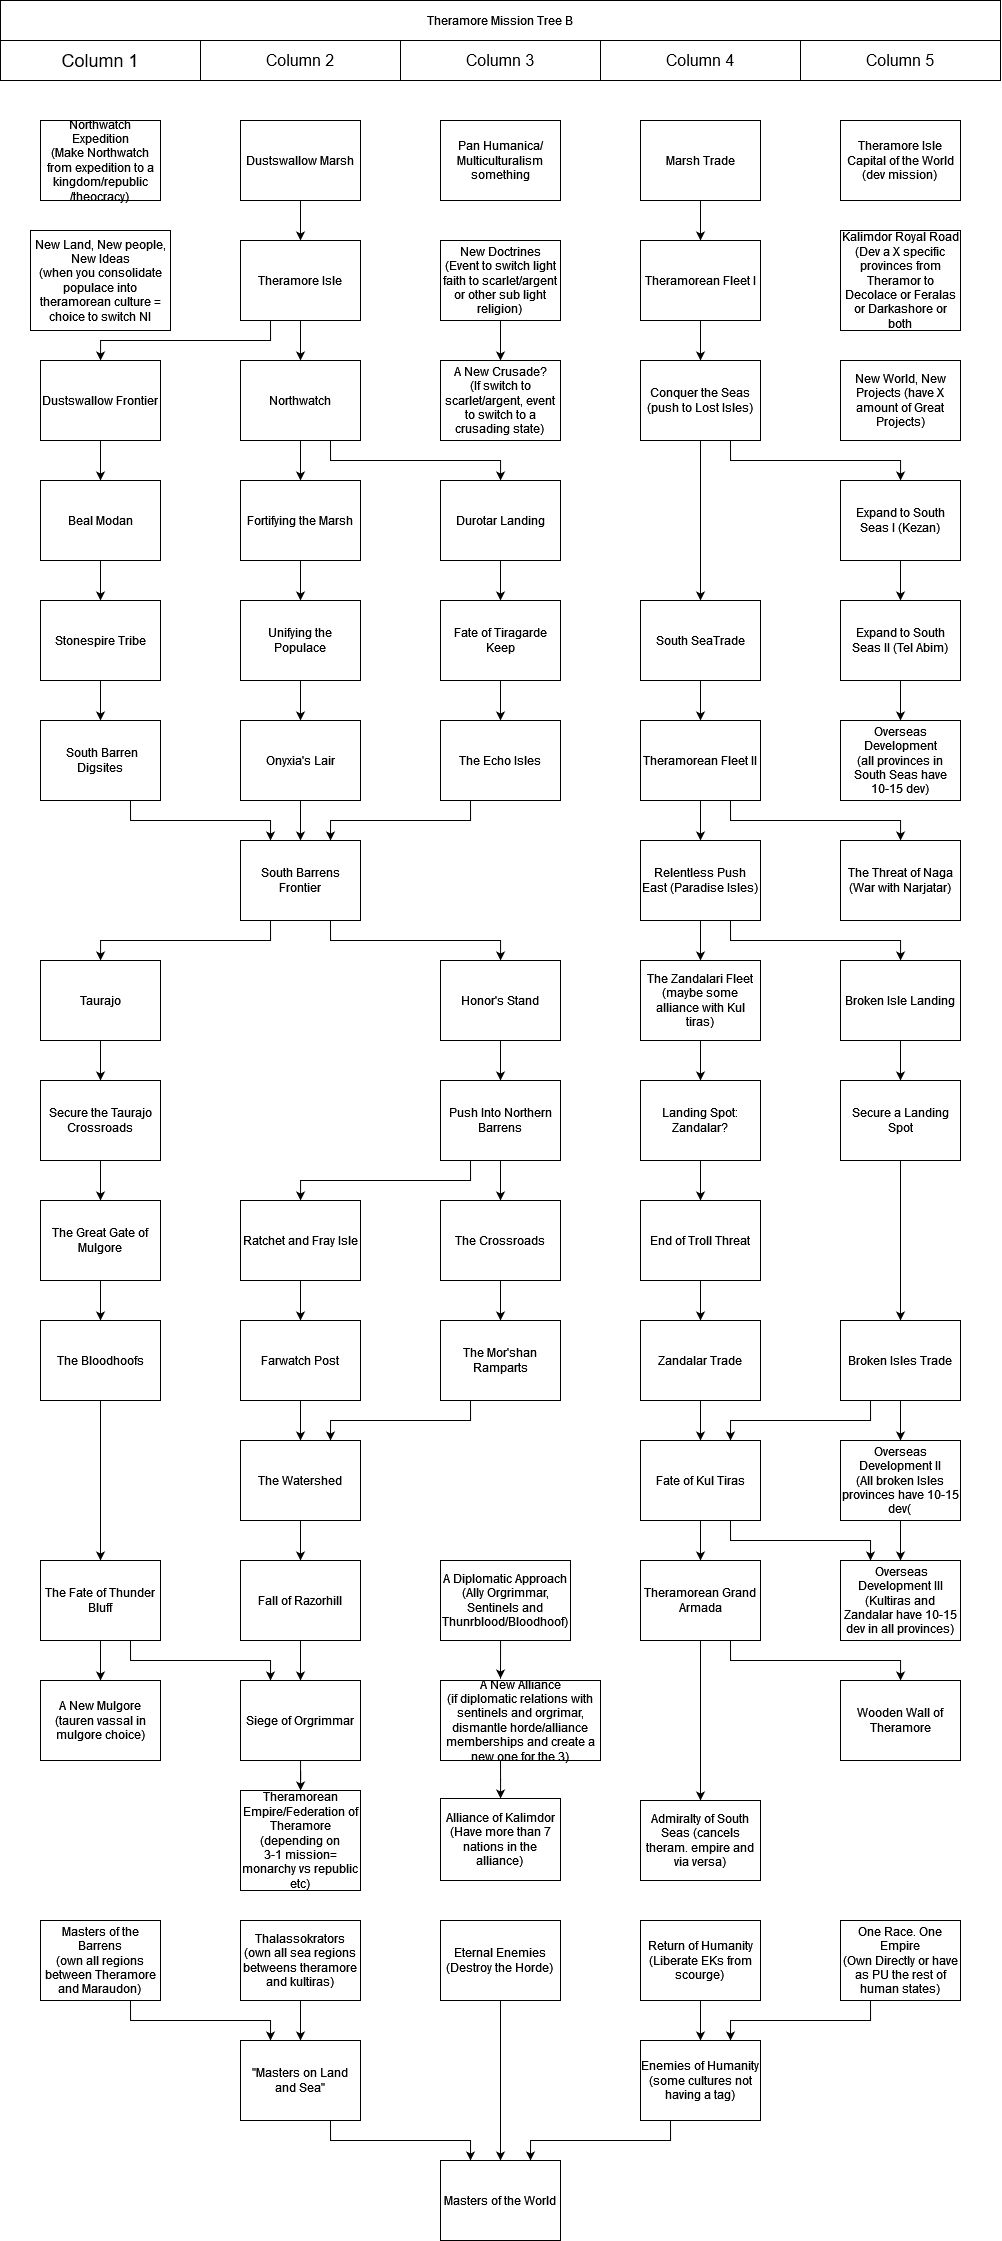 Theramore Mission Tree B
Column 1
Column 2
Column 3
Column 4
Column 5
Northwatch
Expedition
(Make Northwatch
from expedition to a
kingdom/republic
/theocracy)
Dustswallow Marsh
Pan Humanica/
Multiculturalism
something
Marsh Trade
Theramore Isle
Capital of the World
(dev mission)
New Land, New people,
New Ideas
(when you consolidate
populace into
theramorean culture =
choice to switch NI
Theramore Isle
New Doctrines
(Event to switch light
faith to scarlet/argent
or other sub light
religion)
Theramorean Fleet I
Kalimdor Royal Road
(Dev a X specific
provinces from
Theramor to
Decolace or Feralas
or Darkashore or
both
Dustswallow Frontier
Northwatch
A New Crusade?
(If switch to
scarlet/argent, event
to switch to a
crusading state)
Conquer the Seas
(push to Lost Isles)
New World, New
Projects (have X
amount of Great
Projects)
Beal Modan
Fortifying the Marsh
Durotar Landing
Expand to South
Seas I (Kezan)
Stonespire Tribe
Unifying the
Populace
Fate of Tiragarde
Keep
South SeaTrade
Expand to South
Seas II (Tel Abim)
South Barren
Digsites
Onyxia's Lair
The Echo Isles
Theramorean Fleet II
Overseas
Development
(all provinces in
South Seas have
10-15 dev)
South Barrens
Frontier
Relentless Push
East (Paradise Isles)
The Threat of Naga
(War with Narjatar)
Taurajo
Honor's Stand
The Zandalari Fleet
(maybe some
alliance with Kul
tiras)
Broken Isle Landing
Secure the Taurajo
Crossroads
Push Into Northern
Barrens
Landing Spot:
Zandalar?
Secure a Landing
Spot
The Great Gate of
Mulgore
Ratchet and Fray Isle
The Crossroads
End of Troll Threat
The Bloodhoofs
Farwatch Post
The Mor'shan
Ramparts
Zandalar Trade
Broken Isles Trade
The Watershed
Fate of Kul Tiras
Overseas
Development II
(All broken Isles
provinces have 10-15
dev(
The Fate of Thunder
Bluff
Fall of Razorhill
A Diplomatic Approach
(Ally Orgrimmar,
Sentinels and
Thunrblood/Bloodhoof)
Theramorean Grand
Armada
Overseas
Development III
(Kultiras and
Zandalar have 10-15
dev in all provinces)
A New Mulgore
(tauren vassal in
mulgore choice)
Siege of Orgrimmar
A New Alliance
(if diplomatic relations with
sentinels and orgrimar,
dismantle horde/alliance
memberships and create a
new one for the 3)
Wooden Wall of
Theramore
Theramorean
Empire/Federation of
Theramore
(depending on
3-1 mission=
monarchy vs republic
etc)
Alliance of Kalimdor
(Have more than 7
nations in the
alliance)
Admiralty of South
Seas (cancels
theram. empire and
via versa)
Masters of the
Barrens
(own all regions
between Theramore
and Maraudon)
Thalassokrators
(own all sea regions
betweens theramore
and kultiras)
Eternal Enemies
(Destroy the Horde)
Return of Humanity
(Liberate EKs from
scourge)
One Race. One
Empire
(Own Directly or have
as PU the rest of
human states)
"Masters on Land
and Sea"
Enemies of Humanity
(some cultures not
having a tag)
Masters of the World